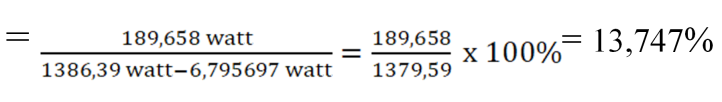 = 189,658 watt / 1386,39 watt−6,795697 watt = 189,658 / 1379,59 x 100% = 13,747%